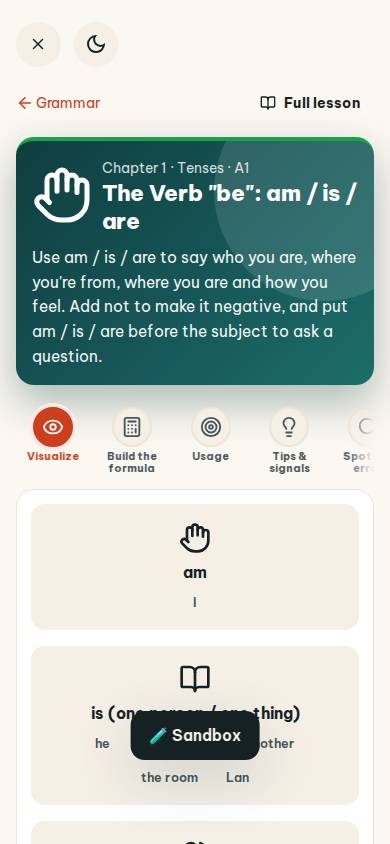 Grammar
Full lesson
Chapter 1 · Tenses · A1
The Verb "be": am / is /
are
Use am / is / are to say who you are, where
you're from, where you are and how you
feel. Add not to make it negative, and put
am / is / are before the subject to ask a
question.
Visualize
Build the
formula
Usage
Tips &
signals
Spot
am
I
is (one thing)
he
🧪 Sandbox
the room
Lan